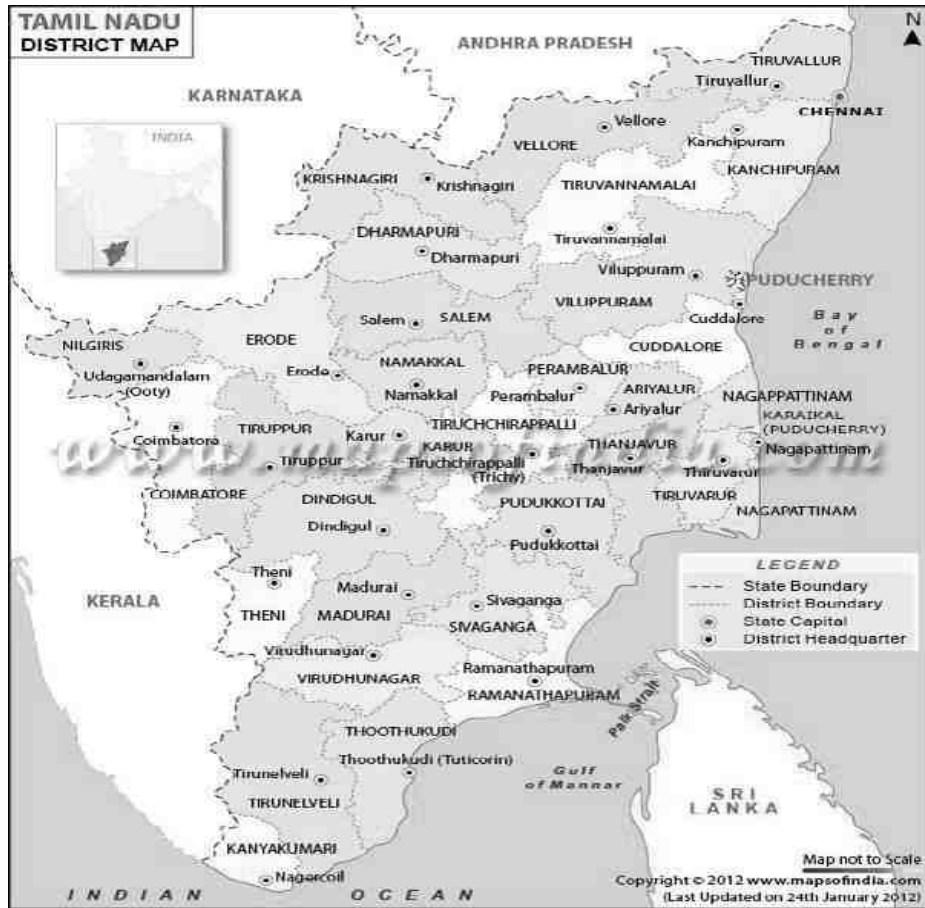 TAMIL NADU
DISTRICT MAP
N
ANDHRA PRADESH
KARNATAKA
INDIA
TIRUVALLUR
Tiruvallur
CHENNAI
Vellore
VELLORE
Kanchipuram
KANCHIPURAM
KRISHNAGIRI
Krishnagiri
TIRUVANNAMALAI
Tiruvannamalai
DHARMAPURI
Dharmapuri
Viluppuram
VILUPPURAM
PUDUCHERRY
Cuddalore
CUDDALORE
Bay
of
Bengal
Salem
SALEM
NILGIRIS
Udagamandalam
(Ooty)
ERODE
Erode
NAMAKKAL
Namakkal
PERAMBALUR
Perambalur
ARIYALUR
Ariyalur
NAGAPPATTINAM
KARAIKAL
(PUDUCHERRY)
Nagapattinam
Coimbatore
COIMBATORE
TIRUPPUR
Tiruppur
Karur
KARUR
TIRUCHCHIRAPPALLI
Tiruchchirappalli
(Trichy)
THANJAVUR
Thanjavur
Thiruvarur
TIRUVARUR
NAGAPATTINAM
www.mapsofindia.com
DINDIGUL
Dindigul
PUDUKKOTTAI
Pudukkottai
LEGEND
State Boundary
District Boundary
State Capital
District Headquarter
Theni
THENI
KERALA
Madurai
MADURAI
Sivaganga
SIVAGANGA
Virudhunagar
VIRUDHUNAGAR
Ramanathapuram
RAMANATHAPURAM
Palk Strait
THOOTHUKUDI
Thoothukudi (Tuticorin)
Tirunelveli
TIRUNELVELI
Gulf
of Mannar
SRI
LANKA
KANYAKUMARI
Nagercoil
INDIAN OCEAN
Map not to Scale
Copyright © 2012 www.mapsofindia.com
(Last Updated on 24th January 2012)